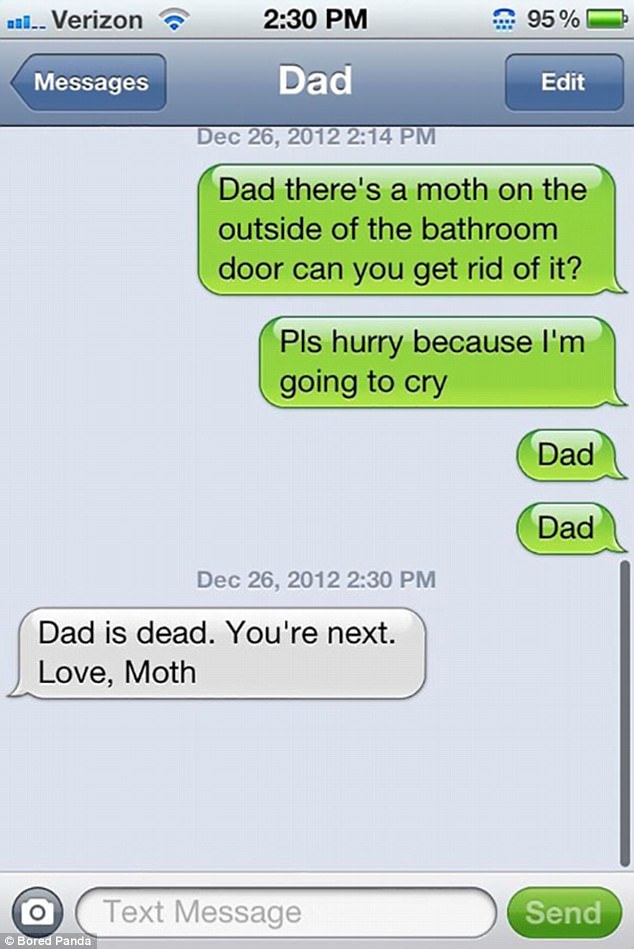 Verizon 2:30 PM 95%
Messages Dad Edit
Dec 26, 2012 2:14 PM
Dad there's a moth on the
outside of the bathroom
door can you get rid of it?
Pls hurry because I'm
going to cry
Dad
Dad
Dec 26, 2012 2:30 PM
Dad is dead. You're next.
Love, Moth
Text Message Send
© Bored Panda